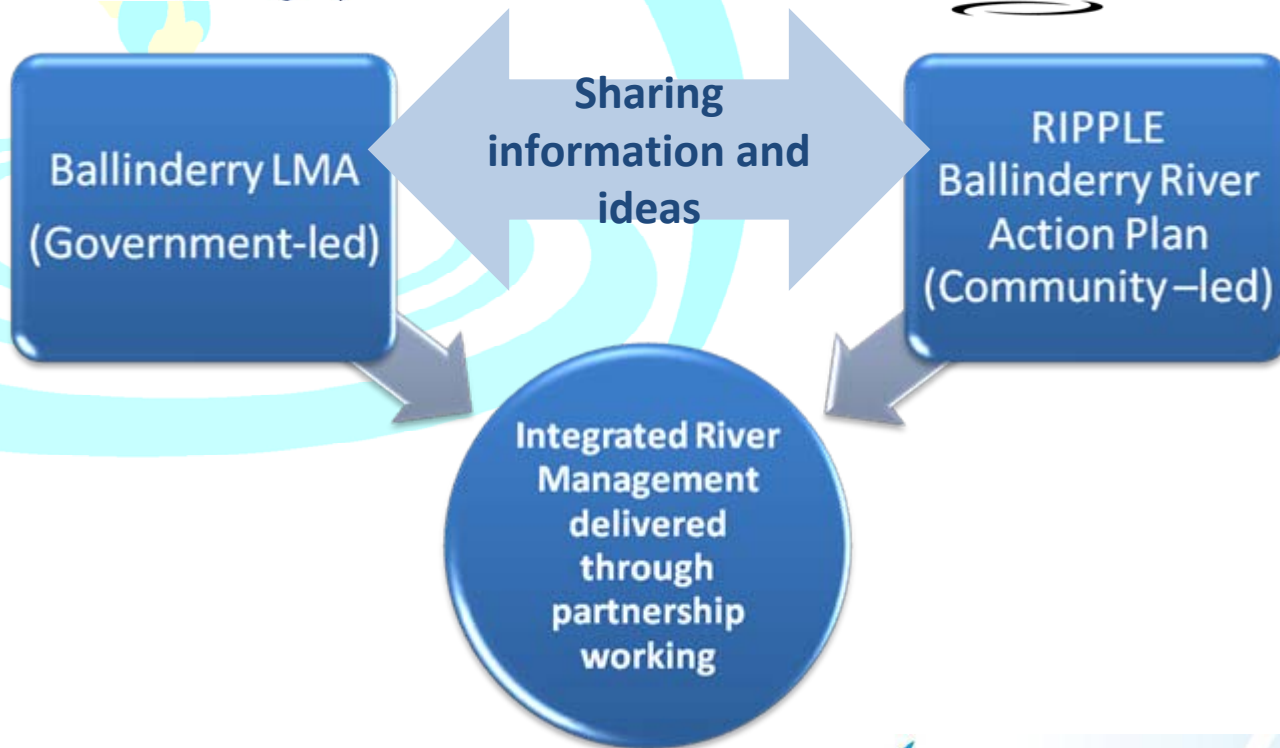 Ballinderry LMA
(Government-led)
Sharing
information and
ideas
RIPPLE
Ballinderry River
Action Plan
(Community –led)
Integrated River
Management
delivered
through
partnership
working